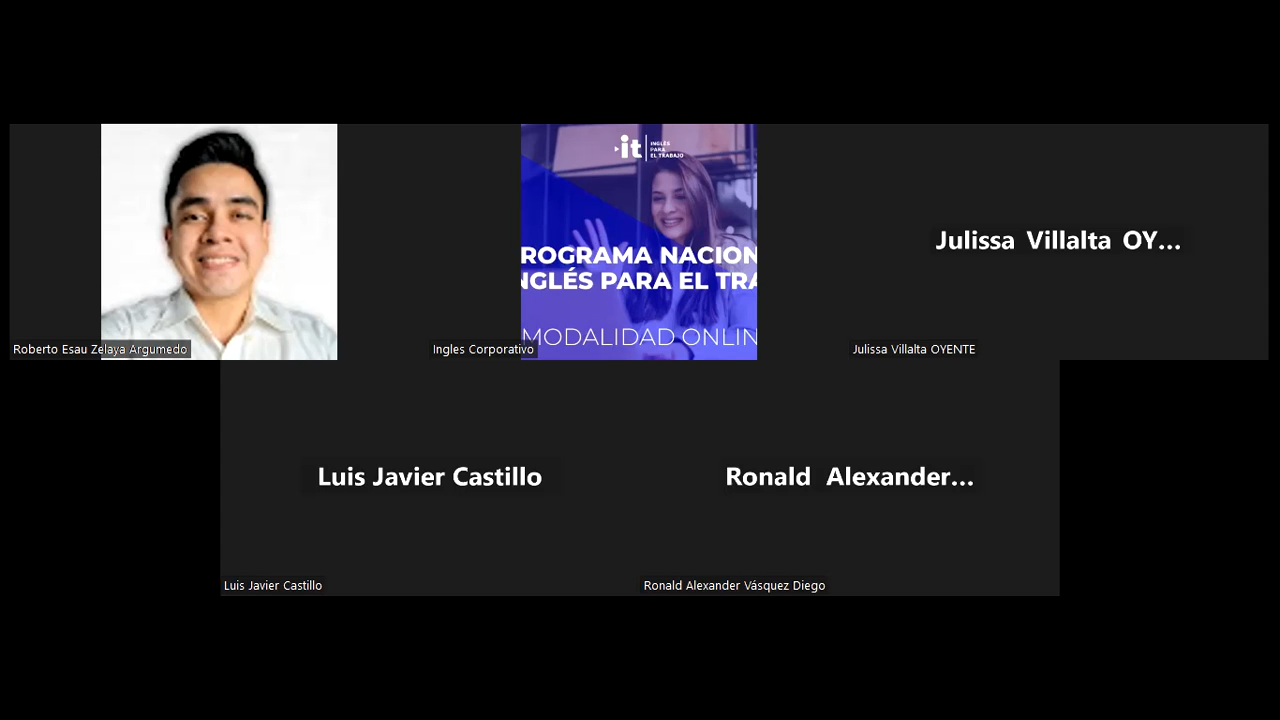 it
INGLÉS
PARA
EL TRABAJO
ROGRAMA NACION
NGLÉS PARA EL TRA
MODALIDAD ONLIN
Julissa Villalta OY...
Roberto Esau Zelaya Argumedo
Ingles Corporativo
Julissa Villalta OYENTE
Luis Javier Castillo
Ronald Alexander...
Luis Javier Castillo
Ronald Alexander Vásquez Diego